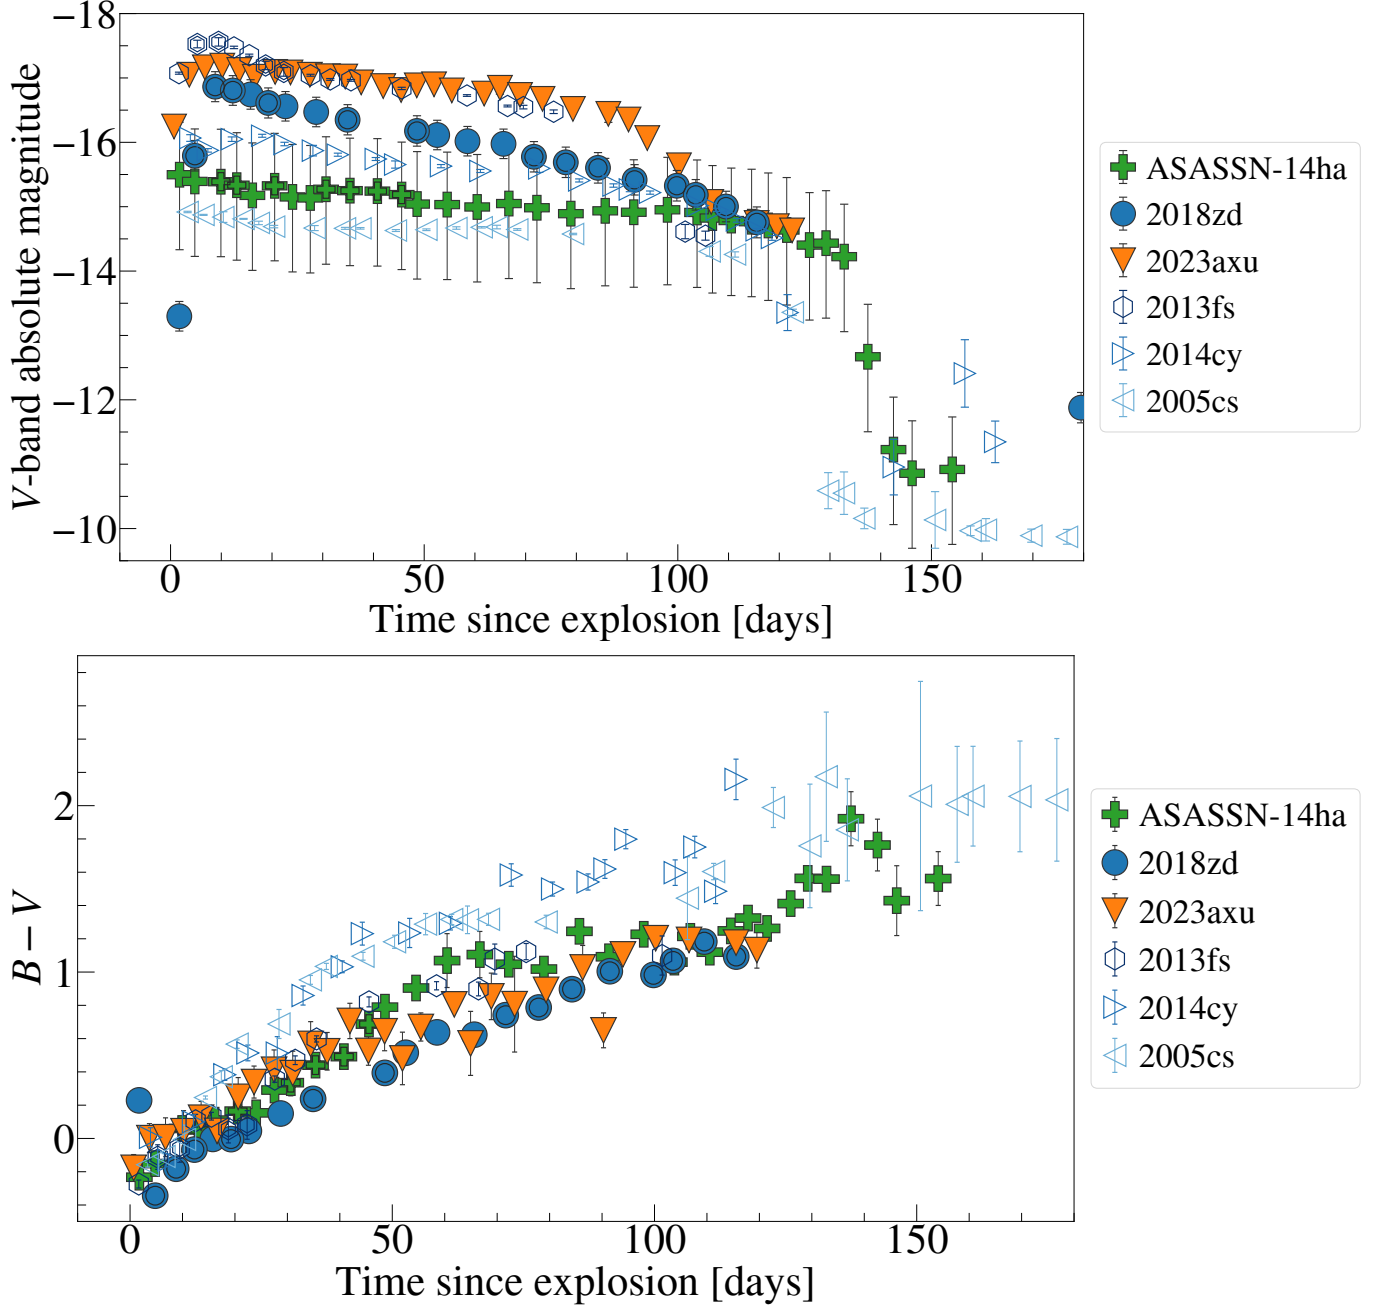 −18
−16
−14
−12
−10
V-band absolute magnitude
0
50
100
150
Time since explosion [days]
ASASSN-14ha
2018zd
2023axu
2013fs
2014cy
2005cs
2
1
0
B − V
0
50
100
150
Time since explosion [days]
ASASSN-14ha
2018zd
2023axu
2013fs
2014cy
2005cs